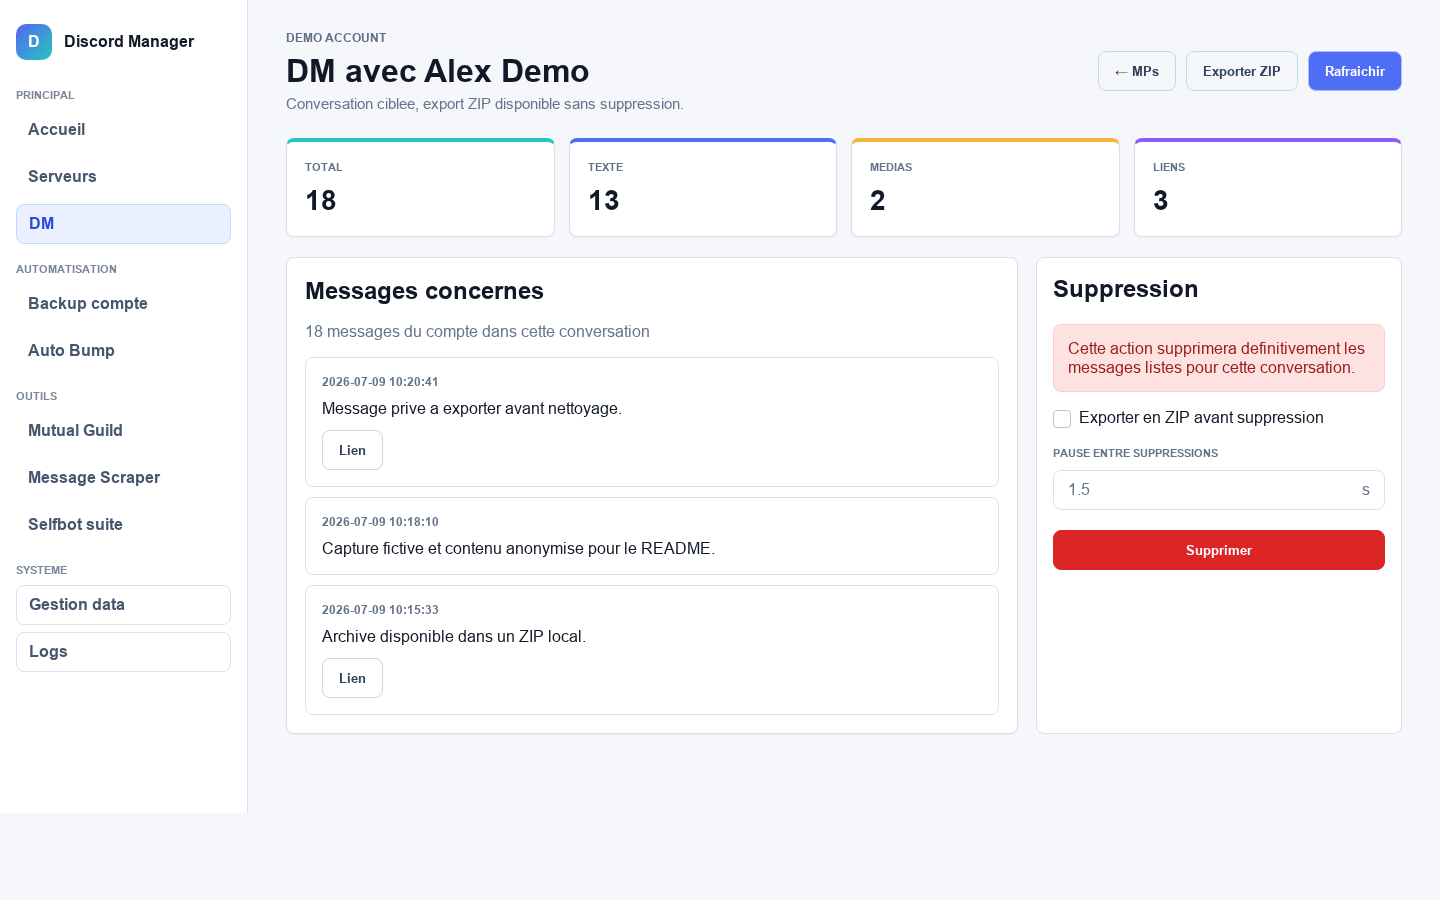 D
Discord Manager
PRINCIPAL
Accueil
Serveurs
DM
AUTOMATISATION
Backup compte
Auto Bump
OUTILS
Mutual Guild
Message Scraper
Selfbot suite
SYSTEME
Gestion data
Logs
DEMO ACCOUNT
DM avec Alex Demo
Conversation ciblee, export ZIP disponible sans suppression.
← MPs
Exporter ZIP
Rafraichir
TOTAL
18
TEXTE
13
MEDIAS
2
LIENS
3
Messages concernes
18 messages du compte dans cette conversation
2026-07-09 10:20:41
Message prive a exporter avant nettoyage.
Lien
2026-07-09 10:18:10
Capture fictive et contenu anonymise pour le README.
2026-07-09 10:15:33
Archive disponible dans un ZIP local.
Lien
Suppression
Cette action supprimera definitivement les
messages listes pour cette conversation.
Exporter en ZIP avant suppression
PAUSE ENTRE SUPPRESSIONS
1.5 s
Supprimer